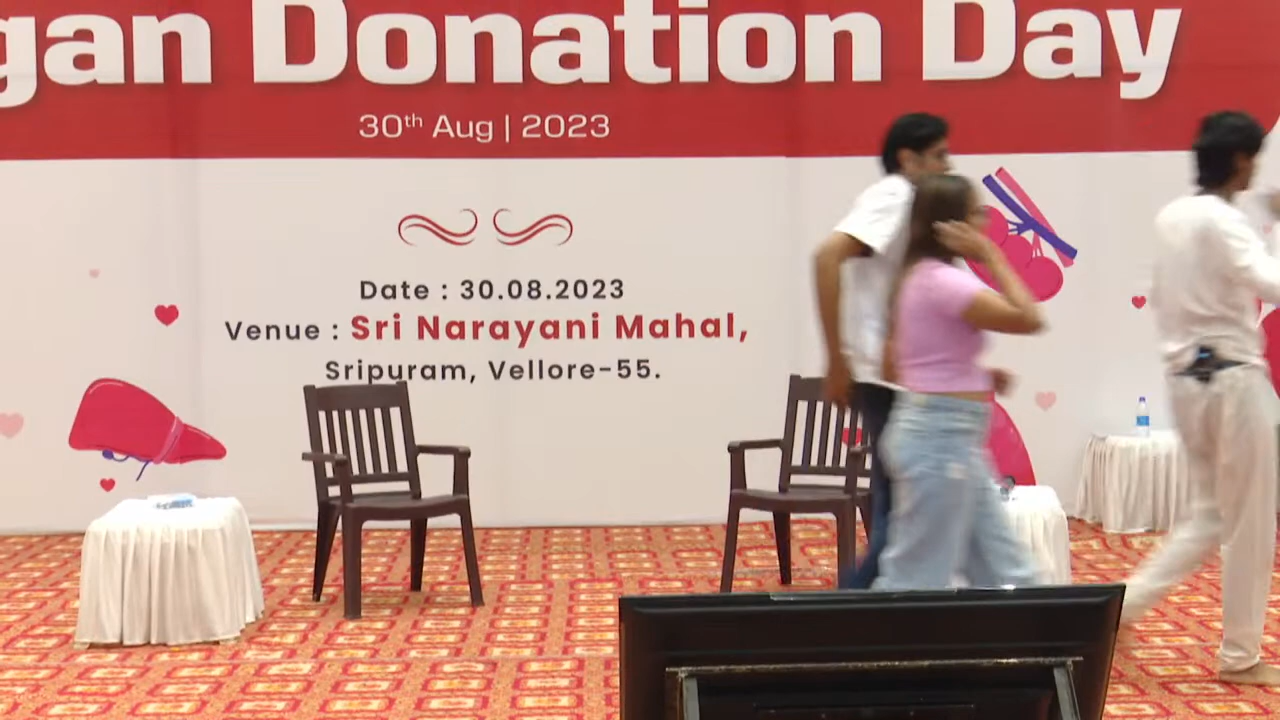 gan Donation Day
30th Aug | 2023
Date : 30.08.2023
Venue : Sri Narayani Mahal,
Sripuram, Vellore-55.